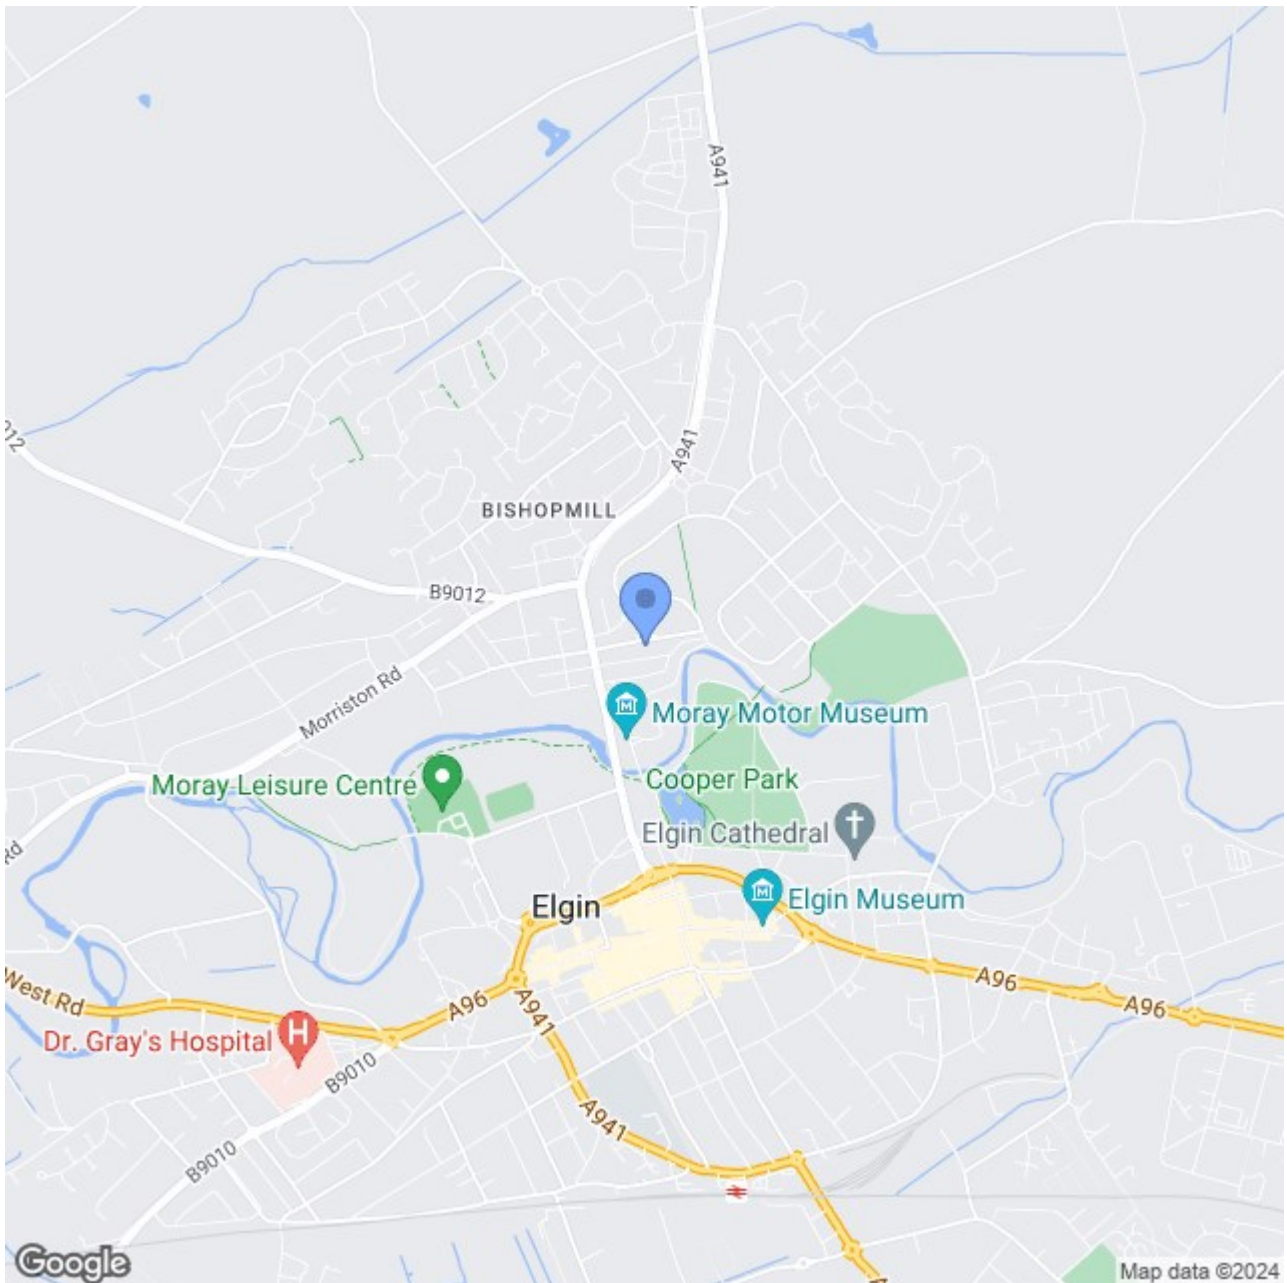 A941
012
A941
BISHOPMILL
B9012
Morriston Rd
Moray Motor Museum
Moray Leisure Centre
Cooper Park
Elgin Cathedral
Rd
Elgin Museum
Elgin
West Rd
A96
A96
A96
Dr. Gray's Hospital
H
A941
B9010
A941
B9010
A941
Google
Map data ©2024